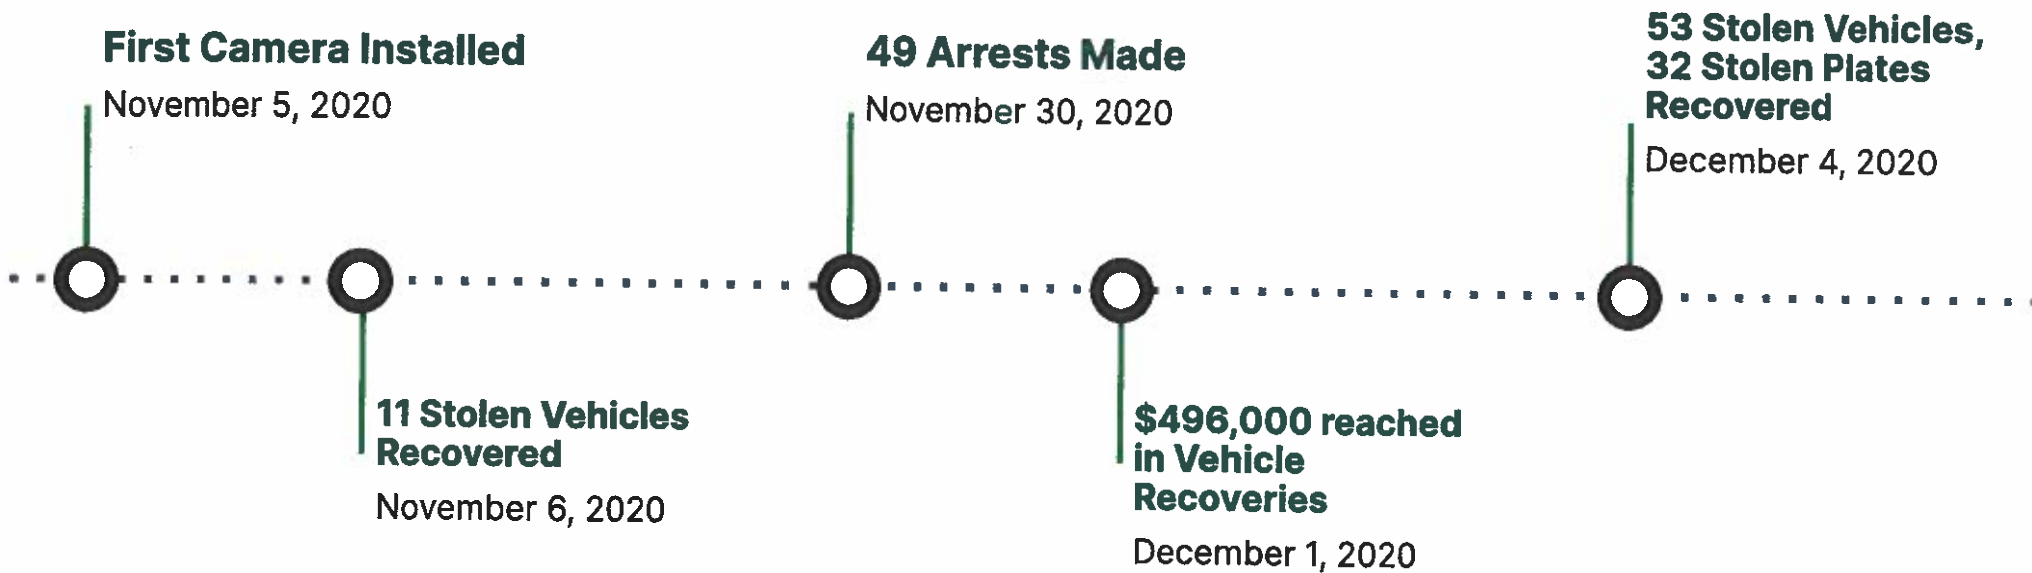 First Camera Installed
November 5, 2020
11 Stolen Vehicles
Recovered
November 6, 2020
49 Arrests Made
November 30, 2020
$496,000 reached
in Vehicle
Recoveries
December 1, 2020
53 Stolen Vehicles,
32 Stolen Plates
Recovered
December 4, 2020